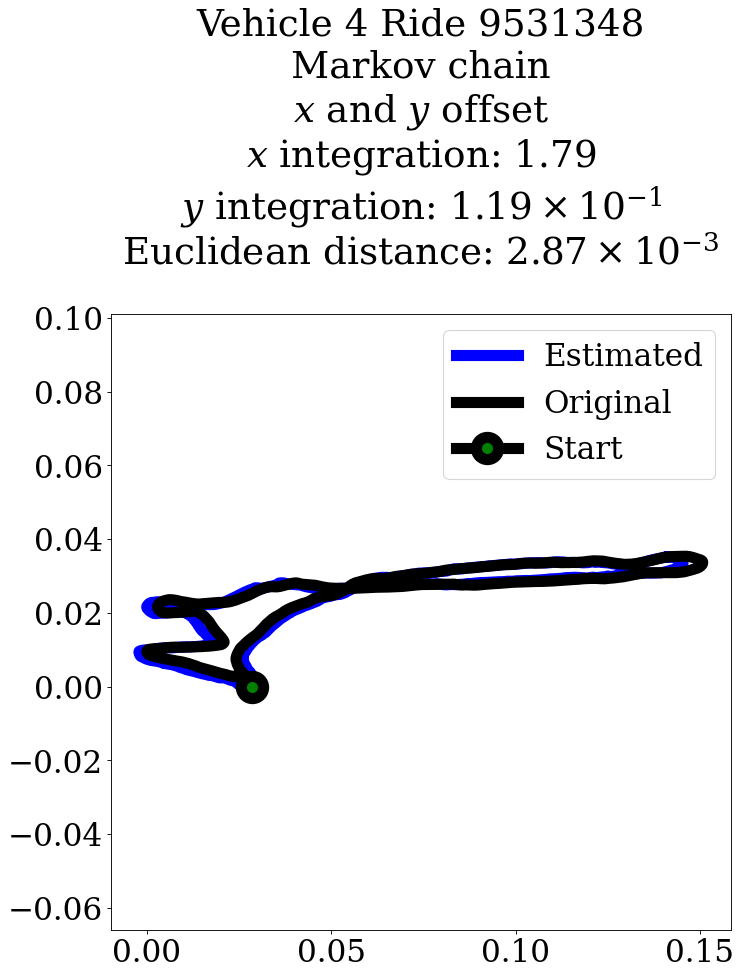 Vehicle 4 Ride 9531348
Markov chain
x and y offset
x integration: 1.79
y integration: 1.19 × 10⁻¹
Euclidean distance: 2.87 × 10⁻³
Estimated
Original
Start
0.10
0.08
0.06
0.04
0.02
0.00
−0.02
−0.04
−0.06
0.00 0.05 0.10 0.15